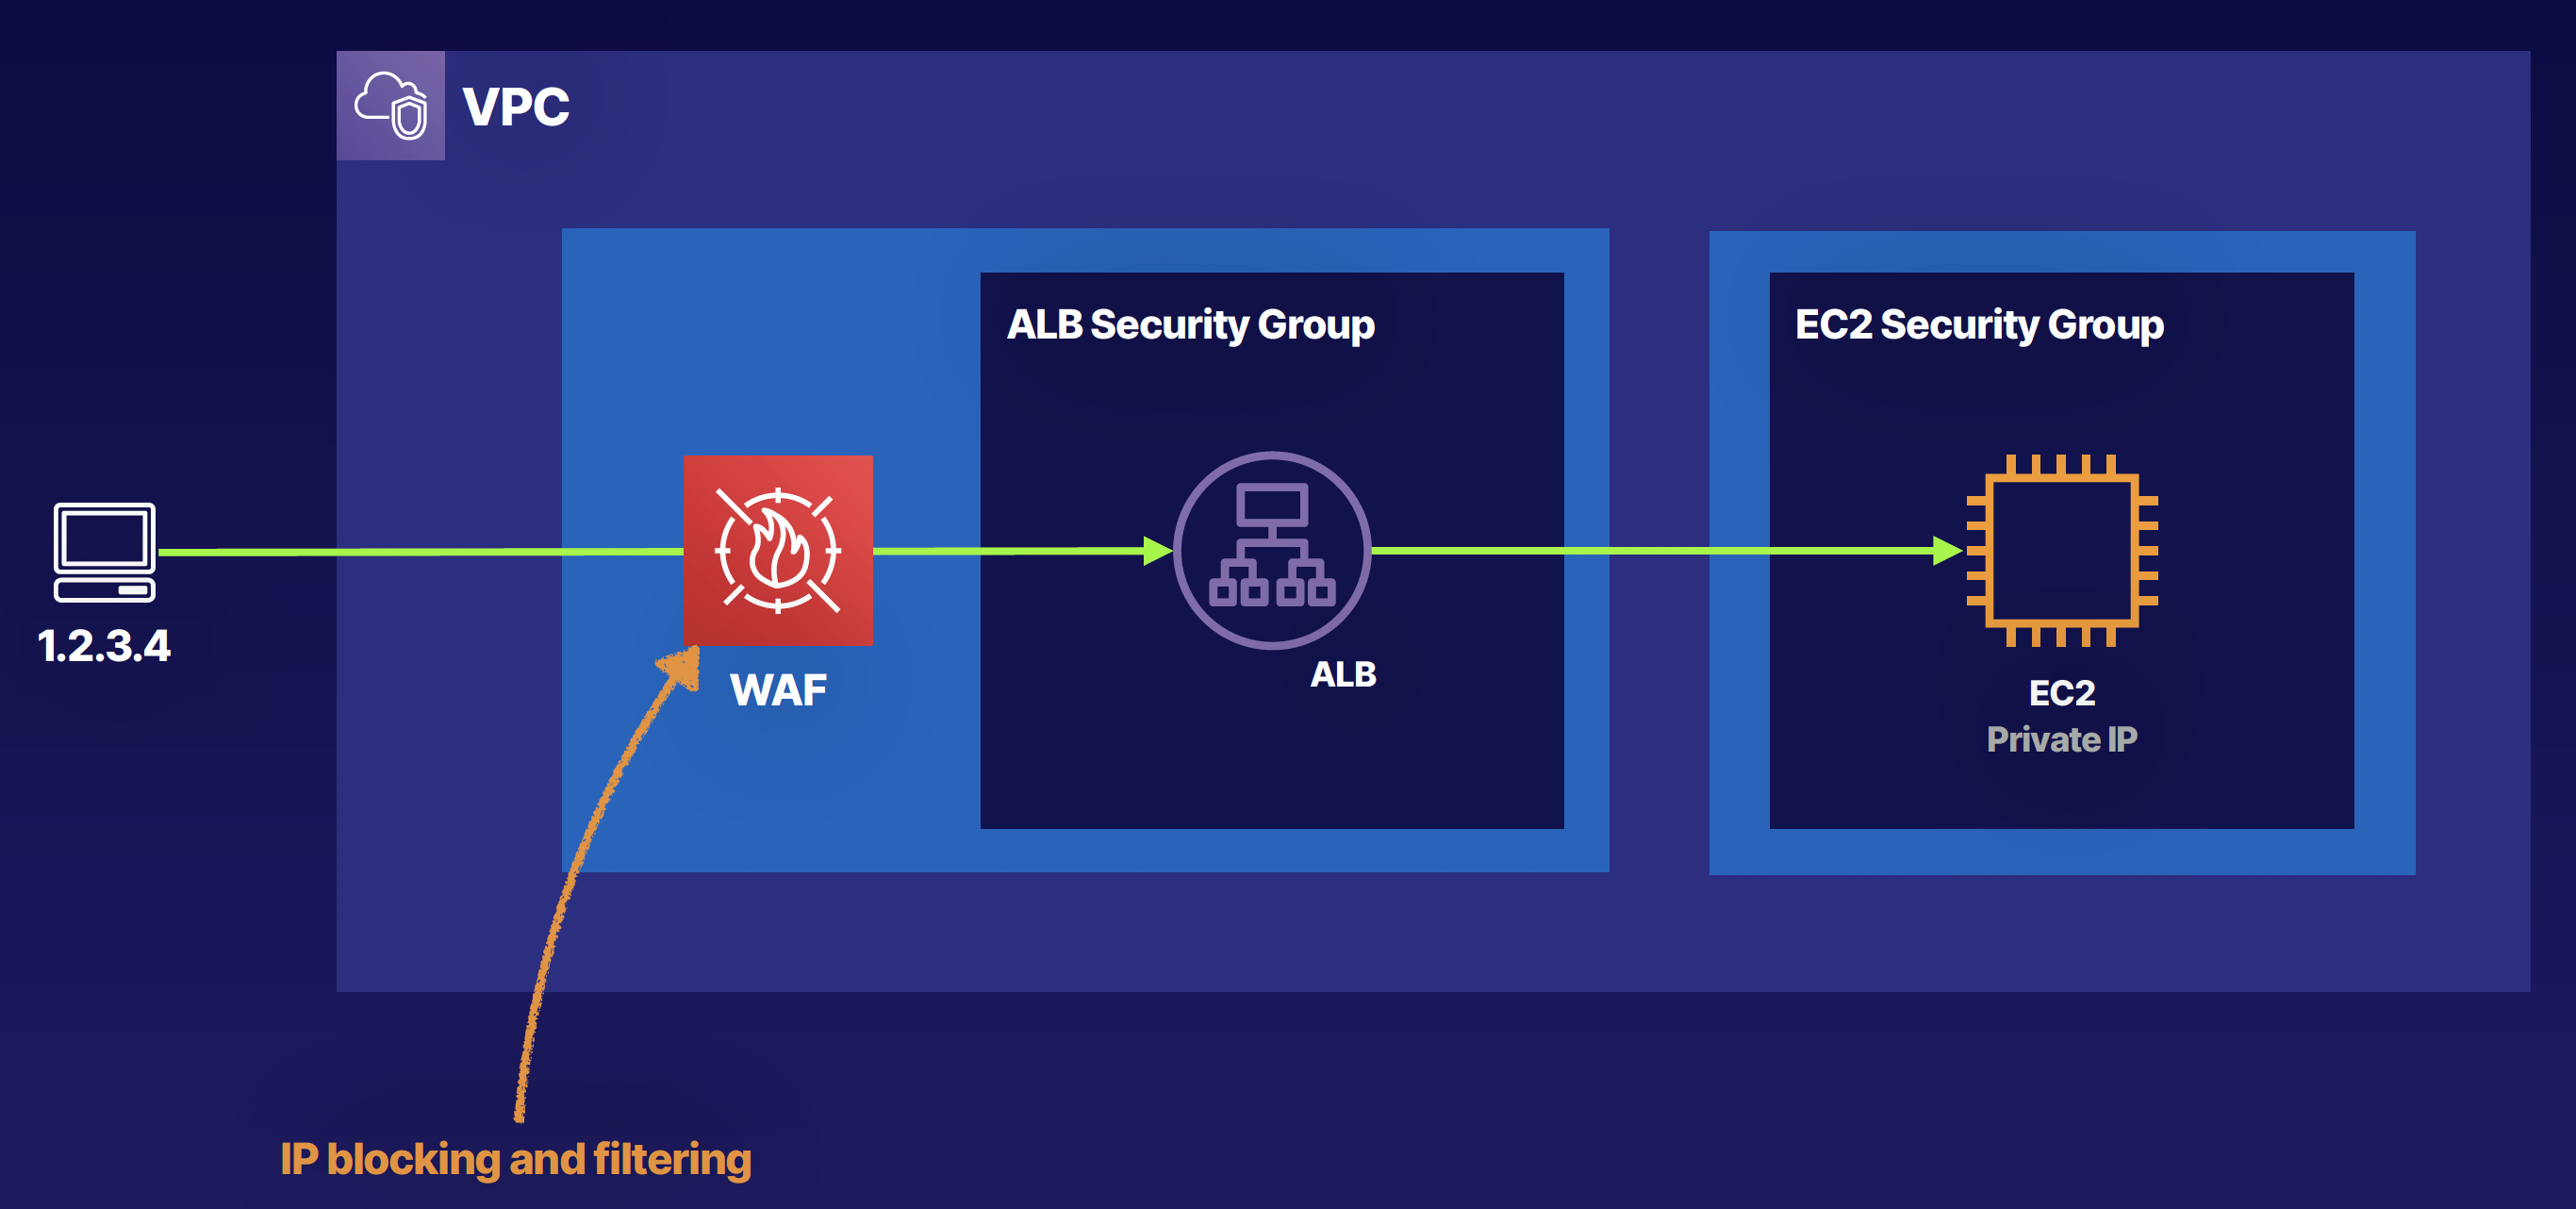 VPC
ALB Security Group
EC2 Security Group
1.2.3.4
WAF
ALB
EC2
Private IP
IP blocking and filtering